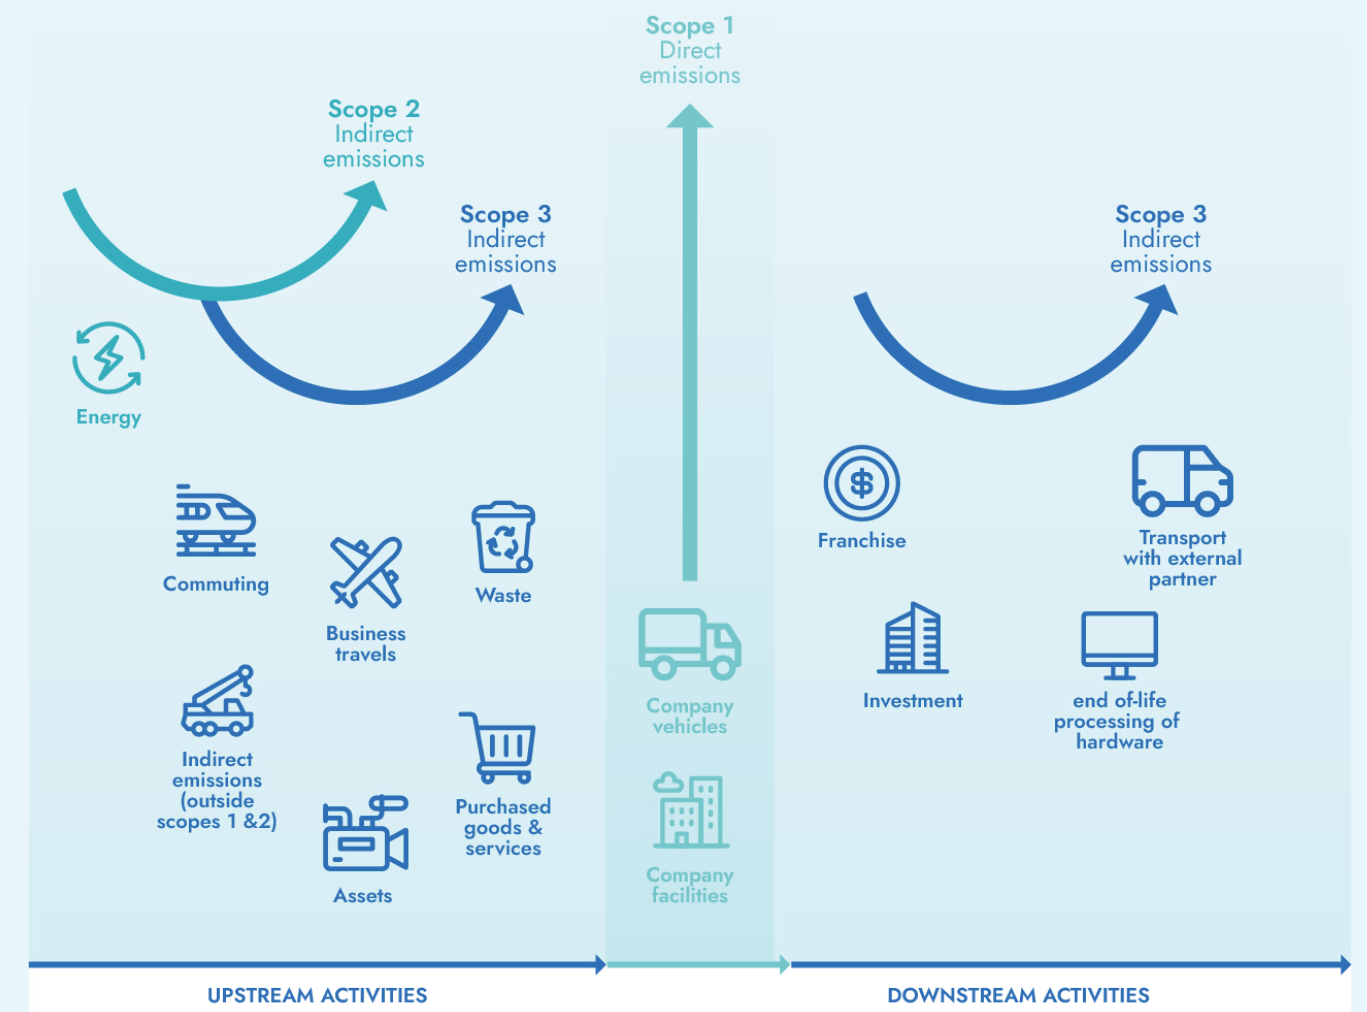 Scope 1
Direct
emissions
Scope 2
Indirect
emissions
Scope 3
Indirect
emissions
Scope 3
Indirect
emissions
Energy
Commuting
Business
travels
Waste
Indirect
emissions
(outside
scopes 1 &2)
Assets
Purchased
goods &
services
Company
vehicles
Company
facilities
Franchise
Transport
with external
partner
Investment
end of-life
processing of
hardware
UPSTREAM ACTIVITIES
DOWNSTREAM ACTIVITIES